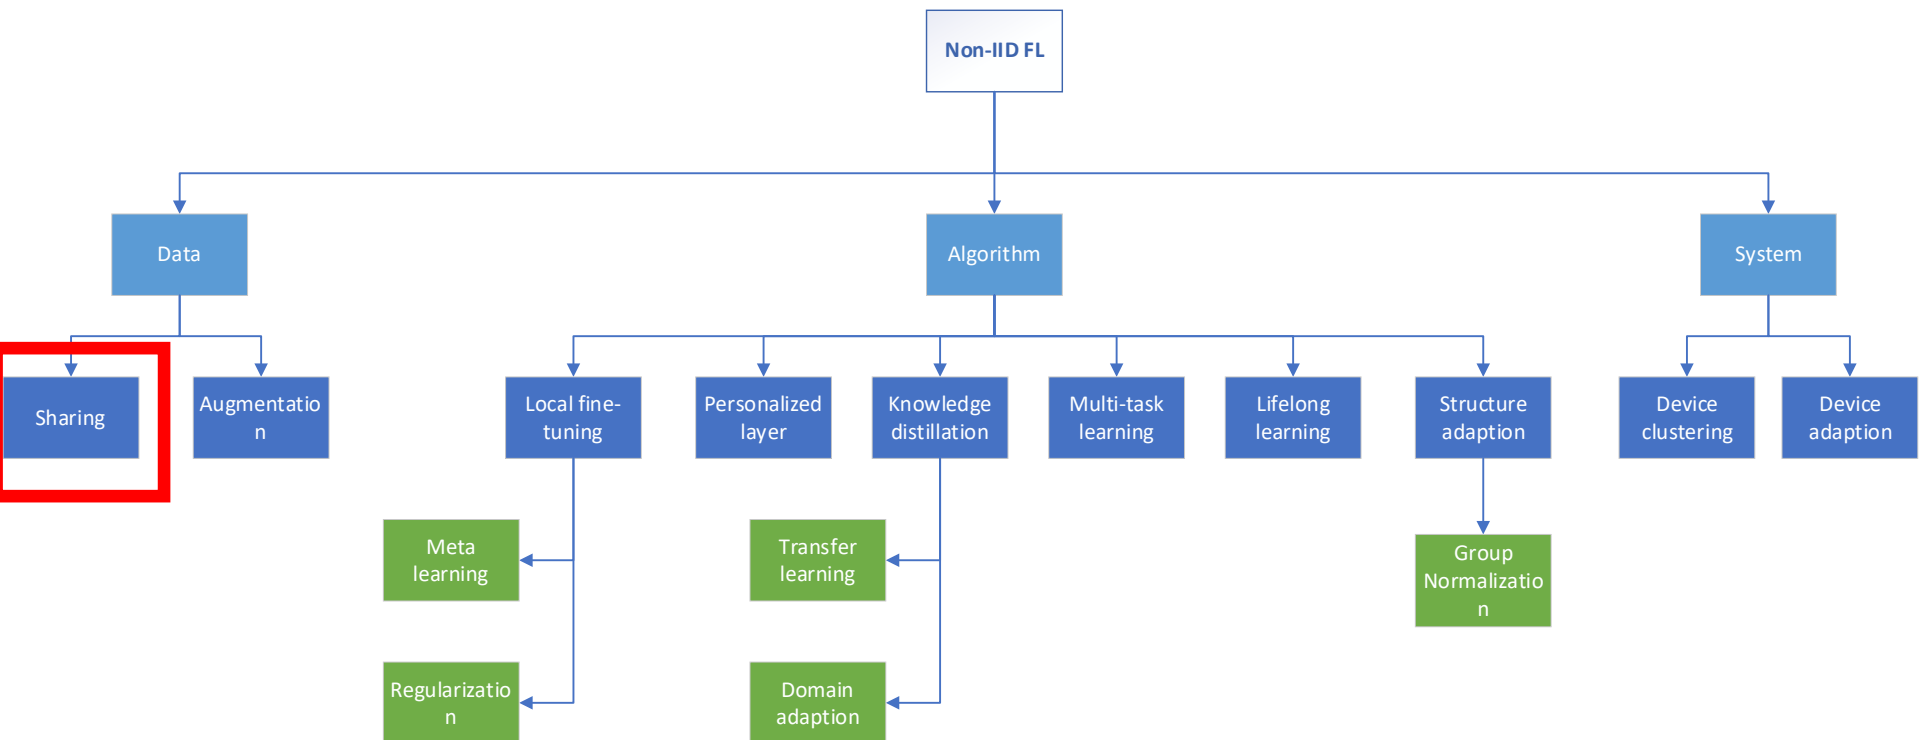 Non-IID FL
Data
Algorithm
System
Sharing
Augmentatio
n
Local fine-
tuning
Personalized
layer
Knowledge
distillation
Multi-task
learning
Lifelong
learning
Structure
adaption
Device
clustering
Device
adaption
Meta
learning
Transfer
learning
Group
Normalizatio
n
Regularizatio
n
Domain
adaption